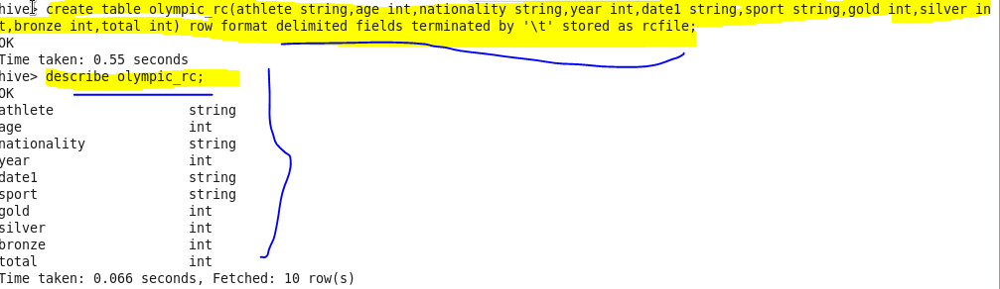 hive> create table olympic_rc(athlete string,age int,nationality string,year int,date1 string,sport string,gold int,silver in
t,bronze int,total int) row format delimited fields terminated by '\t' stored as rcfile;
OK
Time taken: 0.55 seconds
hive> describe olympic_rc;
OK
athlete string
age int
nationality string
year int
date1 string
sport string
gold int
silver int
bronze int
total int
Time taken: 0.066 seconds, Fetched: 10 row(s)